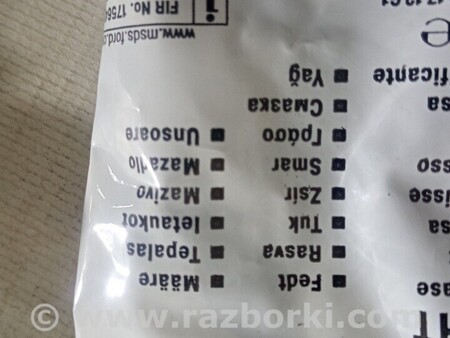 ■ Fedt
■ Rasva
■ Tuk
■ Zsír
■ Smar
■ Γράσο
■ Смазка
■ Yağ
■ Määre
■ Tepalas
■ Ietaukot
■ Mazivo
■ Mazadlo
■ Unsoare
www.msds.ford.co
FIR No. 1756
© www.razborki.com